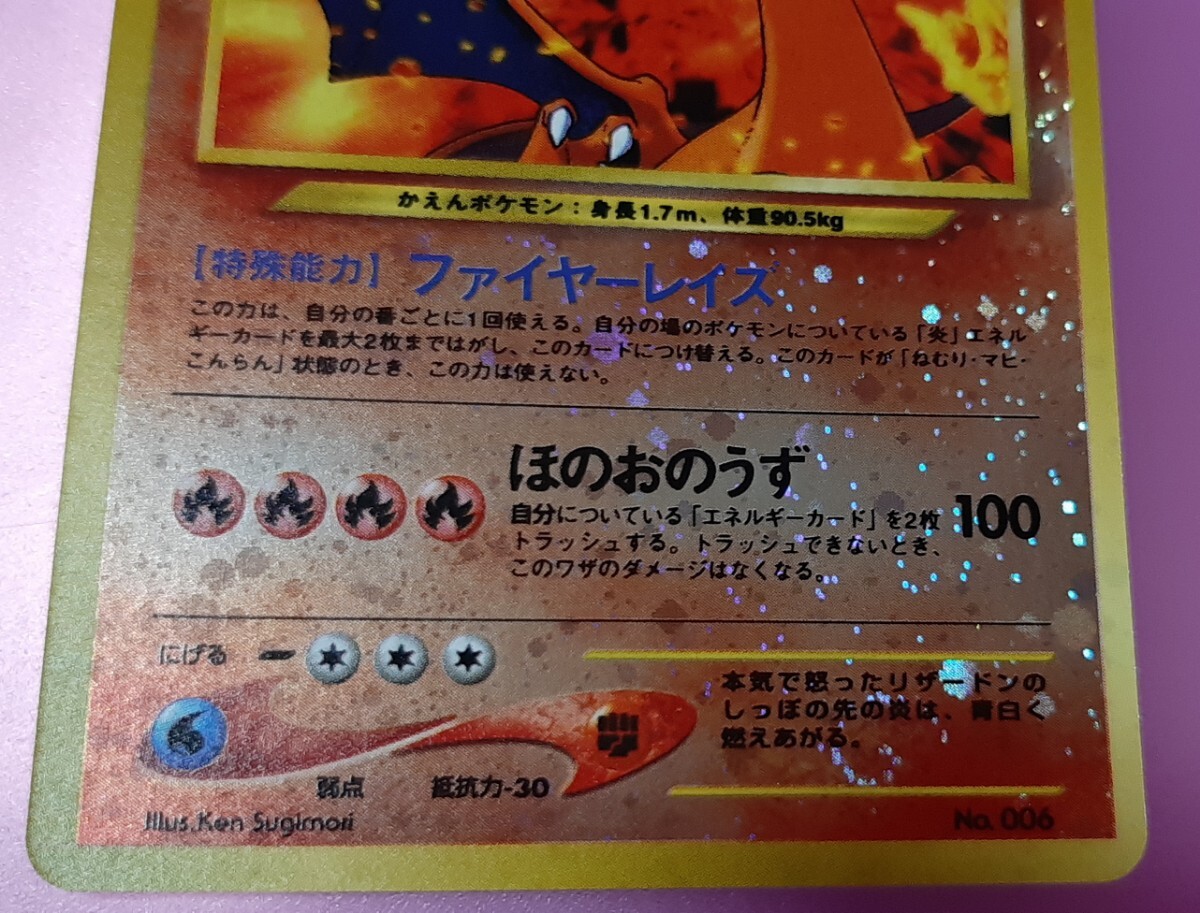 かえんポケモン：身長1.7m、体重90.5kg
【特殊能力】ファイヤーレイズ
この力は、自分の番ごとに1回使える。自分の場のポケモンについている「炎」エネル
ギーカードを最大2枚まではがし、このカードにつけ替える。このカードが「ねむり・マヒ・
こんらん」状態のとき、この力は使えない。
ほのおのうず
自分についている「エネルギーカード」を2枚
トラッシュする。トラッシュできないとき、
このワザのダメージはなくなる。
100
にげる
本気で怒ったリザードンの
しっぽの先の炎は、青白く
燃えあがる。
弱点 抵抗力-30
Illus.Ken Sugimori
No. 006